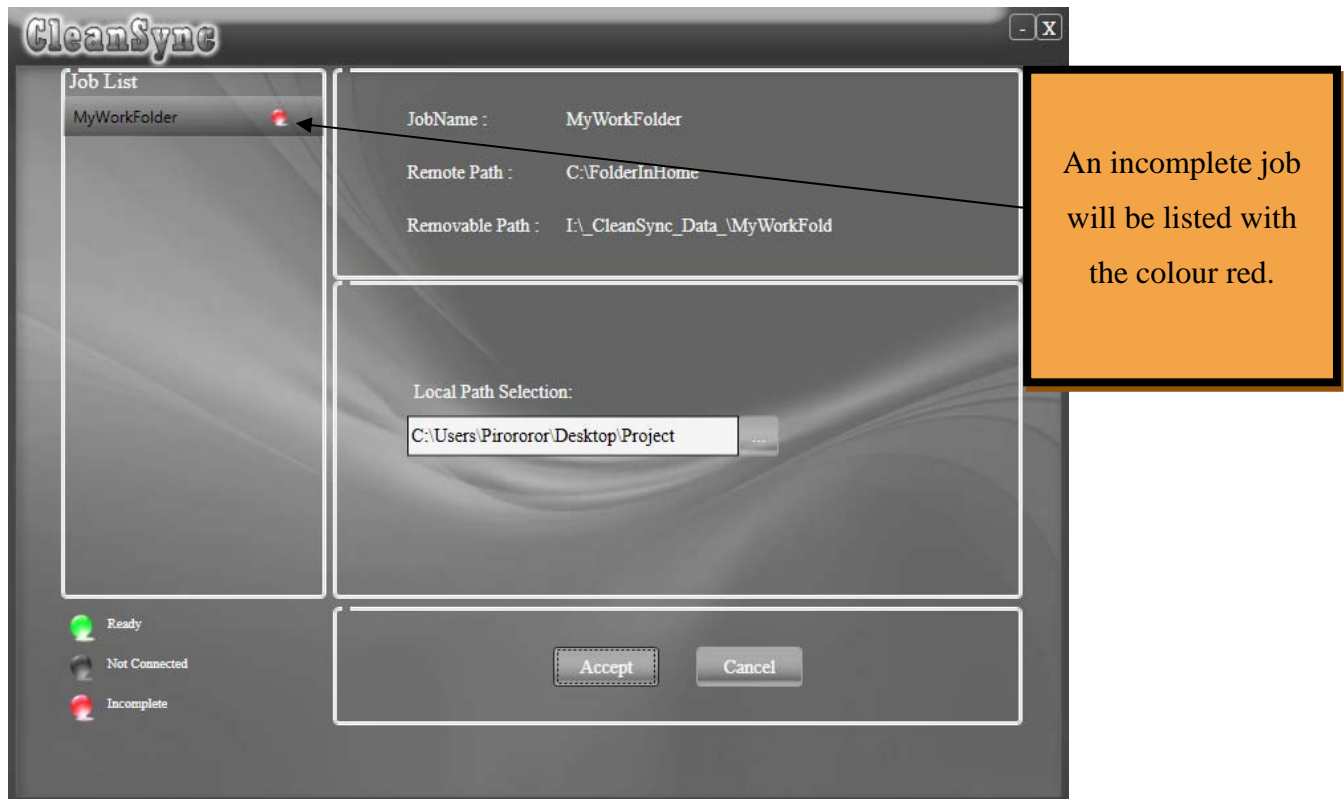 CleanSync
- X
Job List
MyWorkFolder
JobName : MyWorkFolder
Remote Path : C:\FolderInHome
Removable Path : I:\_CleanSync_Data_\MyWorkFold
An incomplete job
will be listed with
the colour red.
Local Path Selection:
C:\Users\Pirororor\Desktop\Project ...
Ready
Not Connected
Incomplete
Accept Cancel